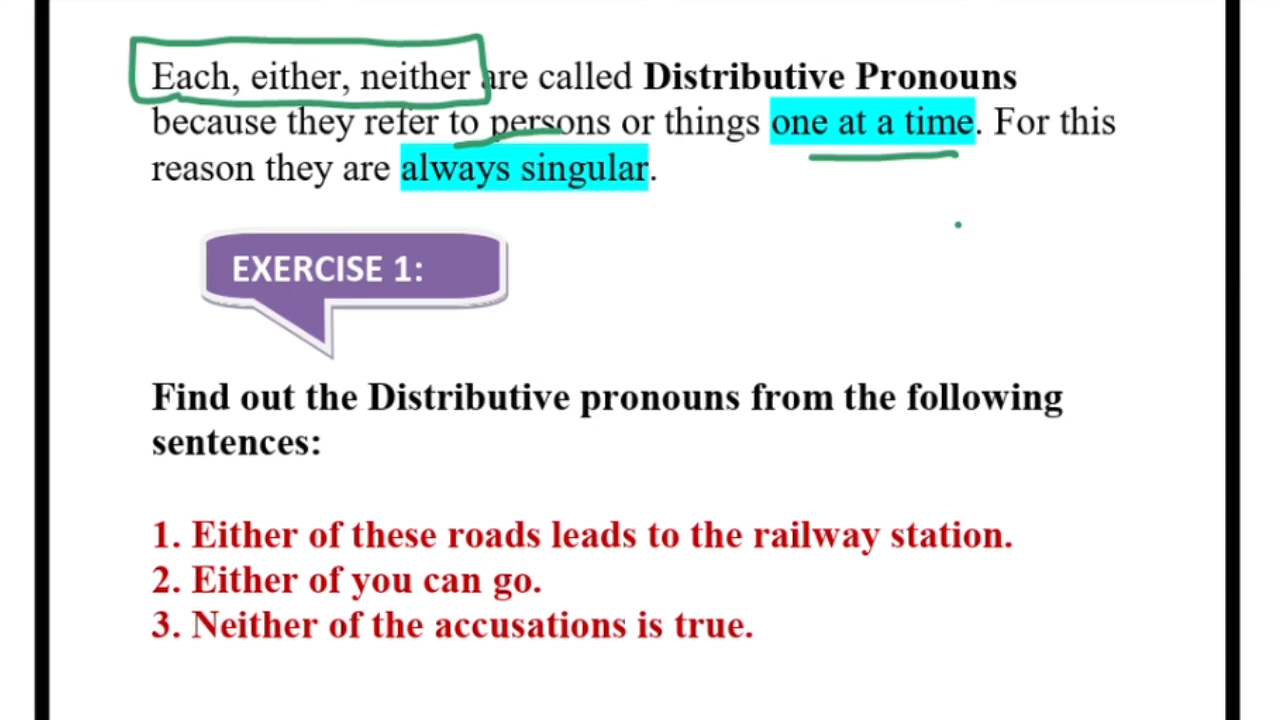 Each, either, neither are called Distributive Pronouns
because they refer to persons or things one at a time. For this
reason they are always singular.
EXERCISE 1:
Find out the Distributive pronouns from the following
sentences:
1. Either of these roads leads to the railway station.
2. Either of you can go.
3. Neither of the accusations is true.